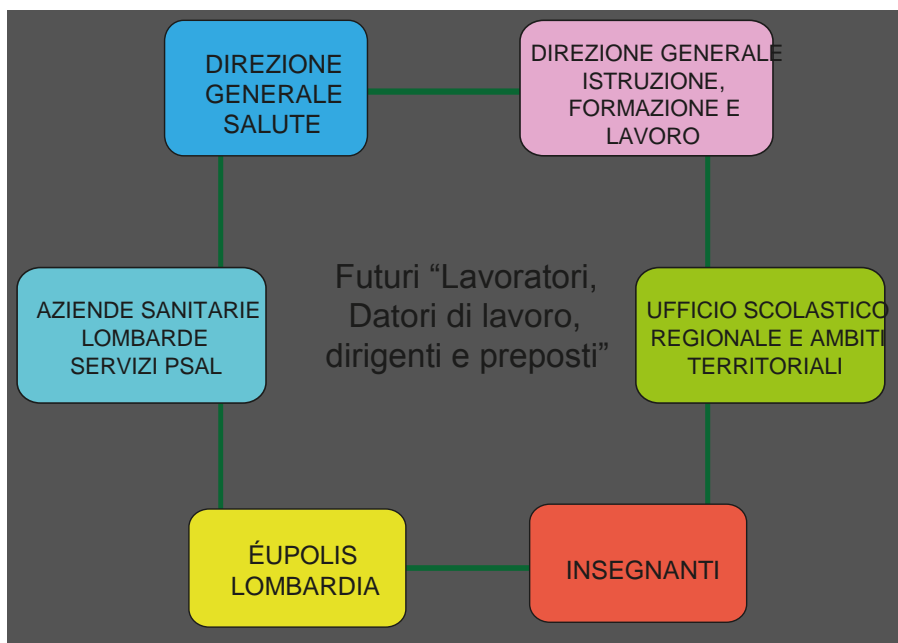 DIREZIONE
GENERALE
SALUTE
DIREZIONE GENERALE
ISTRUZIONE,
FORMAZIONE E
LAVORO
AZIENDE SANITARIE
LOMBARDE
SERVIZI PSAL
Futuri “Lavoratori,
Datori di lavoro,
dirigenti e preposti”
UFFICIO SCOLASTICO
REGIONALE E AMBITI
TERRITORIALI
ÉUPOLIS
LOMBARDIA
INSEGNANTI